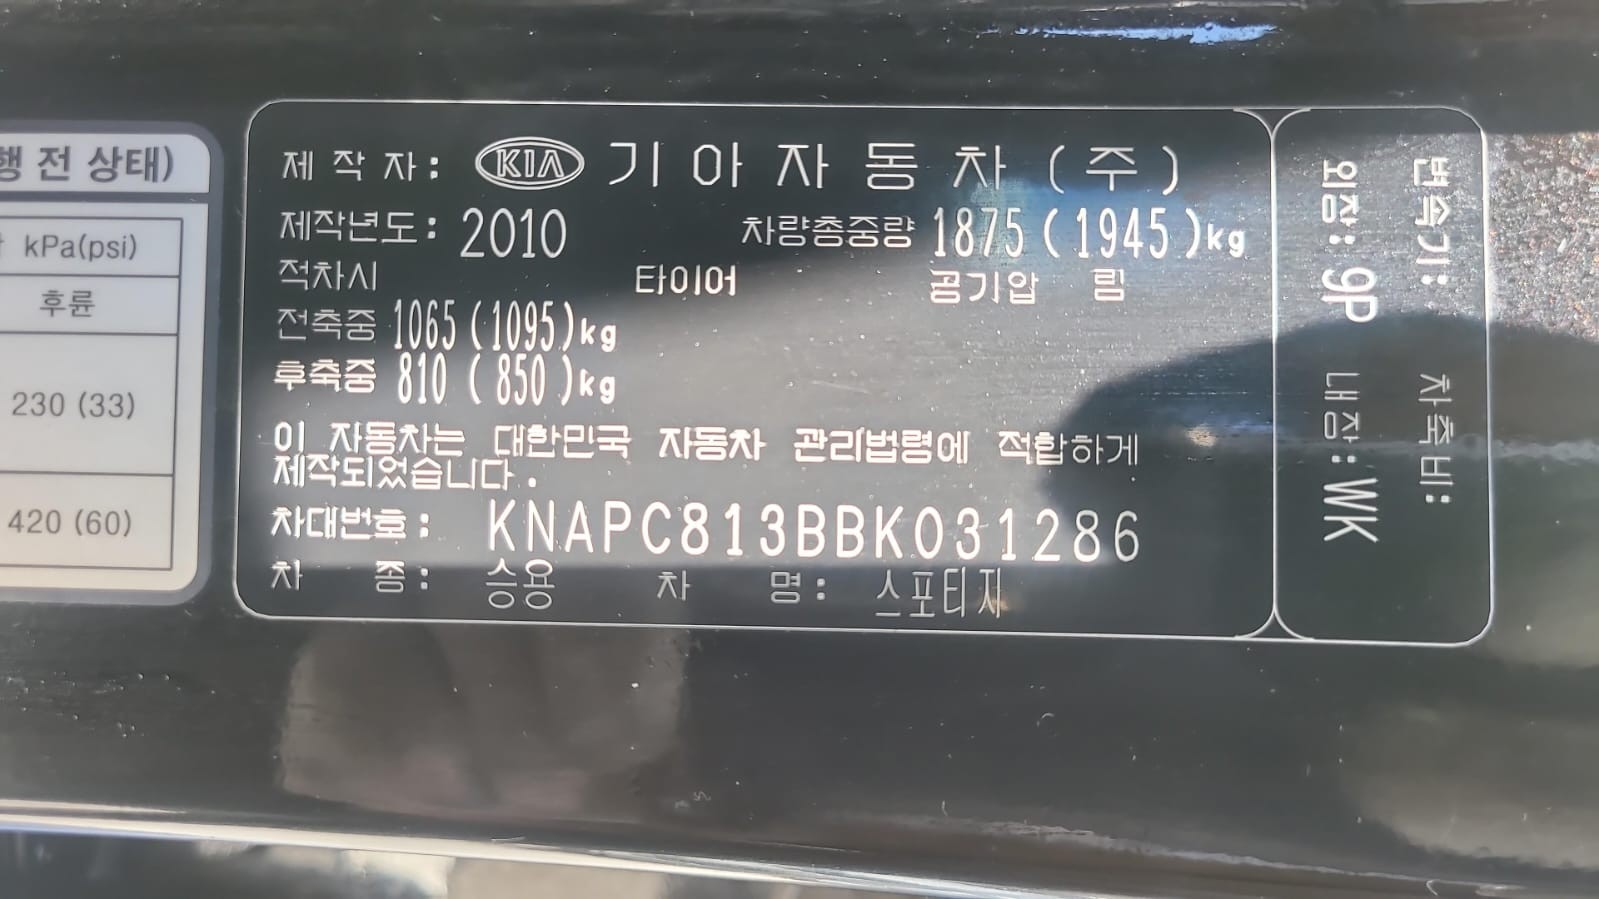 행 전 상태)
kPa(psi)
후륜
230 (33)
420 (60)
제 작 자 : KIA 기아자동차(주)
제작년도: 2010 차량총중량 1875(1945)kg
적차시 타이어 공기압 림
전축중 1065(1095)kg
후축중 810(850)kg
이 자동차는 대한민국 자동차 관리법령에 적합하게
제작되었습니다.
차대번호: KNAPC813BBK031286
차 종: 승용 차 명: 스포티지
변속기: 차축비:
외장: 9P 내장: WK